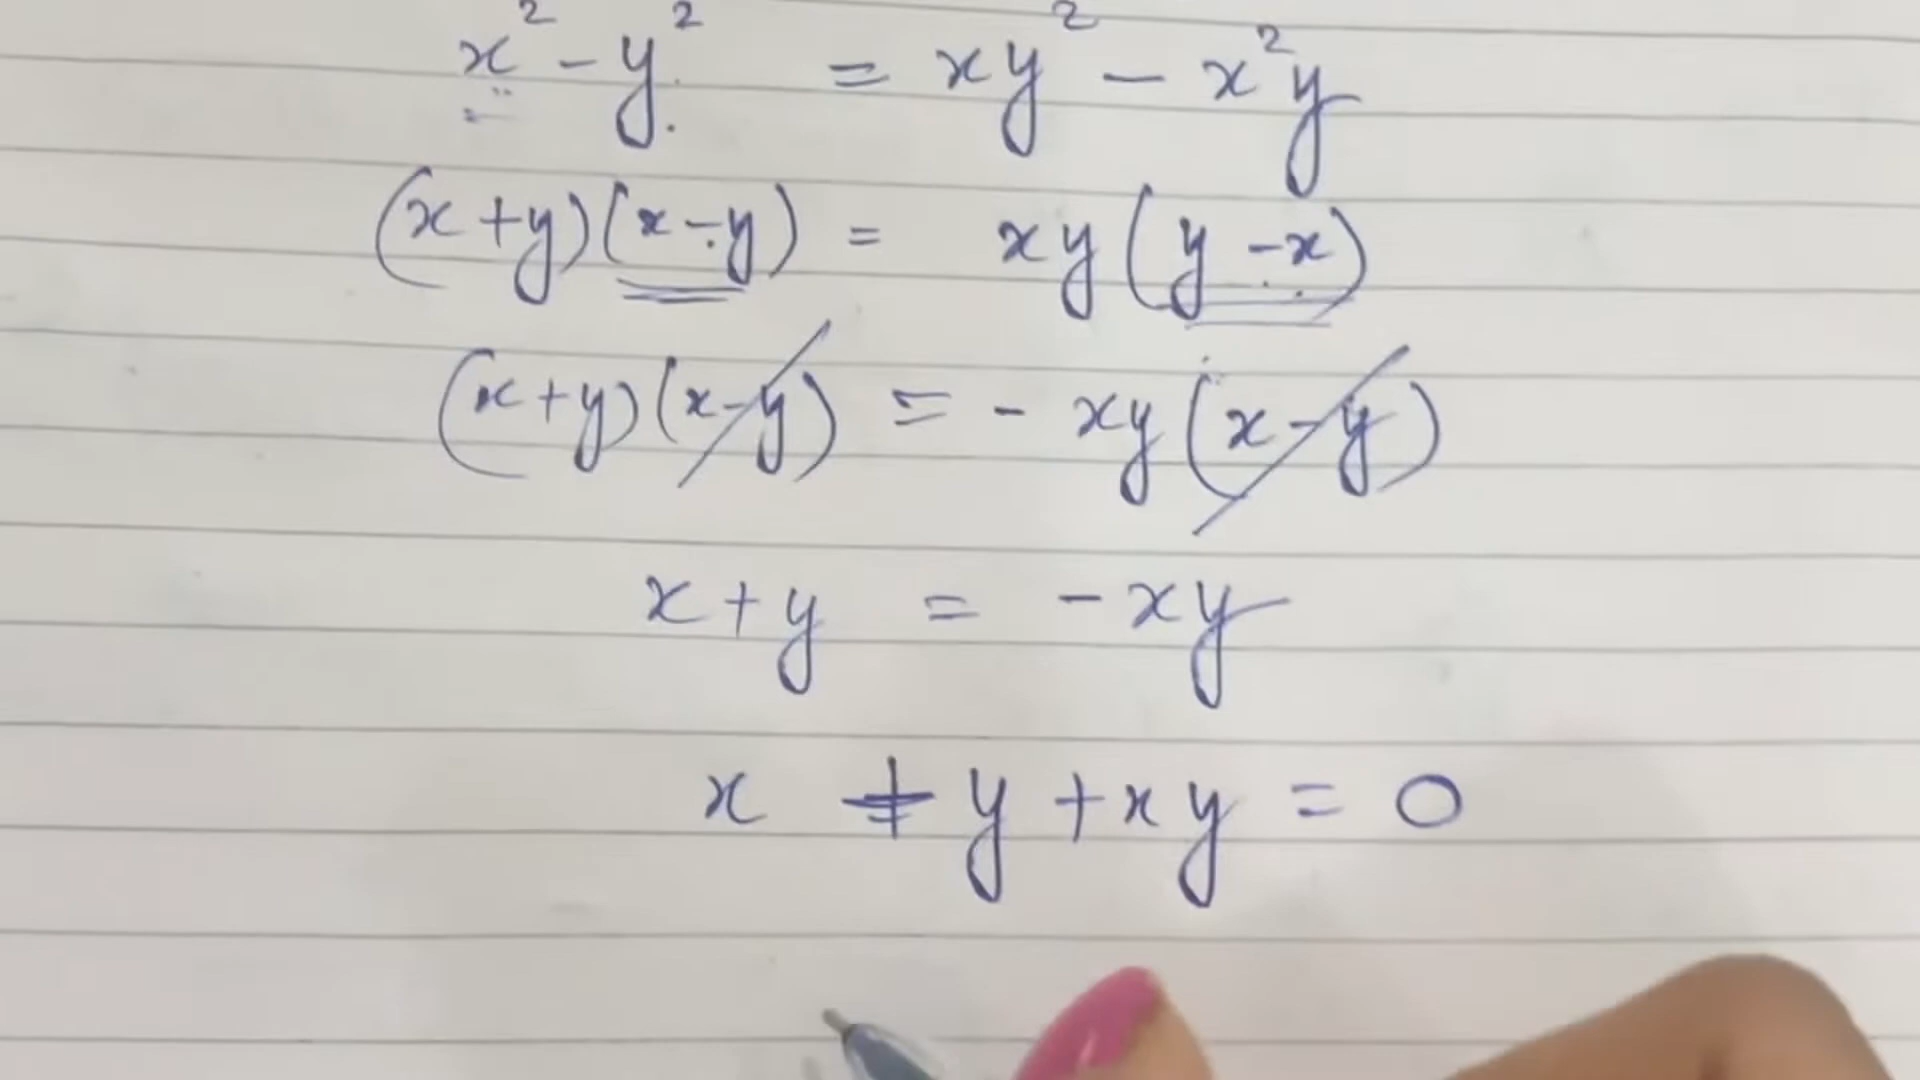 x² - y² = xy² - x²y
(x+y)(x-y) = xy(y-x)
(x+y)(x-y) = - xy(x-y)
x+y = -xy
x + y + xy = 0